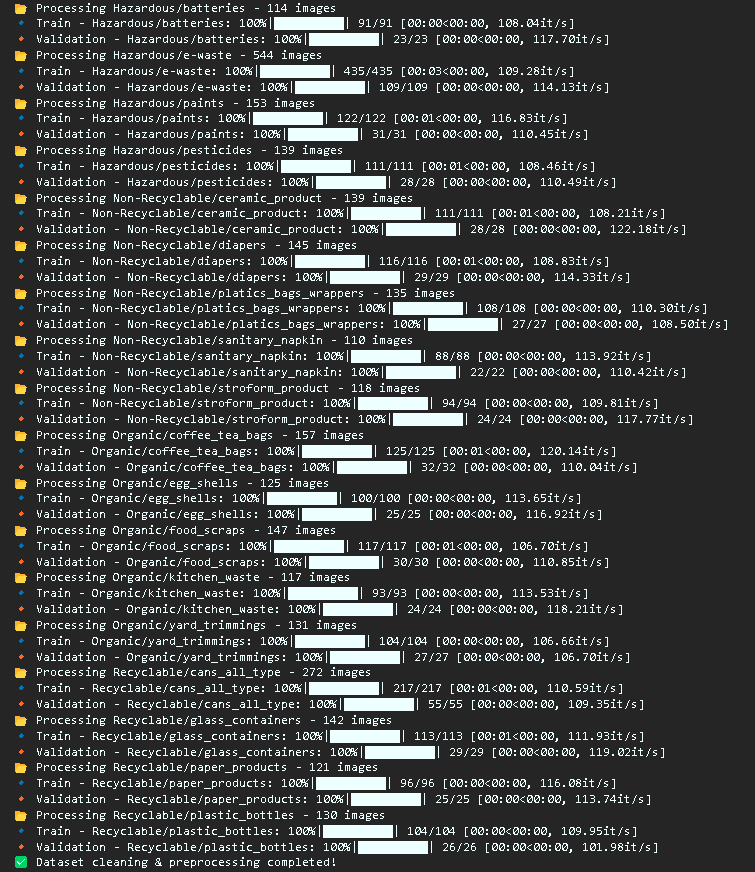 📂 Processing Hazardous/batteries - 114 images
🔹 Train - Hazardous/batteries: 100%|██████████| 91/91 [00:00<00:00, 108.04it/s]
🔸 Validation - Hazardous/batteries: 100%|██████████| 23/23 [00:00<00:00, 117.70it/s]
📂 Processing Hazardous/e-waste - 544 images
🔹 Train - Hazardous/e-waste: 100%|██████████| 435/435 [00:03<00:00, 109.28it/s]
🔸 Validation - Hazardous/e-waste: 100%|██████████| 109/109 [00:00<00:00, 114.13it/s]
📂 Processing Hazardous/paints - 153 images
🔹 Train - Hazardous/paints: 100%|██████████| 122/122 [00:01<00:00, 116.83it/s]
🔸 Validation - Hazardous/paints: 100%|██████████| 31/31 [00:00<00:00, 110.45it/s]
📂 Processing Hazardous/pesticides - 139 images
🔹 Train - Hazardous/pesticides: 100%|██████████| 111/111 [00:01<00:00, 108.46it/s]
🔸 Validation - Hazardous/pesticides: 100%|██████████| 28/28 [00:00<00:00, 110.49it/s]
📂 Processing Non-Recyclable/ceramic_product - 139 images
🔹 Train - Non-Recyclable/ceramic_product: 100%|██████████| 111/111 [00:01<00:00, 108.21it/s]
🔸 Validation - Non-Recyclable/ceramic_product: 100%|██████████| 28/28 [00:00<00:00, 122.18it/s]
📂 Processing Non-Recyclable/diapers - 145 images
🔹 Train - Non-Recyclable/diapers: 100%|██████████| 116/116 [00:01<00:00, 108.83it/s]
🔸 Validation - Non-Recyclable/diapers: 100%|██████████| 29/29 [00:00<00:00, 114.33it/s]
📂 Processing Non-Recyclable/platics_bags_wrappers - 135 images
🔹 Train - Non-Recyclable/platics_bags_wrappers: 100%|██████████| 108/108 [00:00<00:00, 110.30it/s]
🔸 Validation - Non-Recyclable/platics_bags_wrappers: 100%|██████████| 27/27 [00:00<00:00, 108.50it/s]
📂 Processing Non-Recyclable/sanitary_napkin - 110 images
🔹 Train - Non-Recyclable/sanitary_napkin: 100%|██████████| 88/88 [00:00<00:00, 113.92it/s]
🔸 Validation - Non-Recyclable/sanitary_napkin: 100%|██████████| 22/22 [00:00<00:00, 110.42it/s]
📂 Processing Non-Recyclable/stroform_product - 118 images
🔹 Train - Non-Recyclable/stroform_product: 100%|██████████| 94/94 [00:00<00:00, 109.81it/s]
🔸 Validation - Non-Recyclable/stroform_product: 100%|██████████| 24/24 [00:00<00:00, 117.77it/s]
📂 Processing Organic/coffee_tea_bags - 157 images
🔹 Train - Organic/coffee_tea_bags: 100%|██████████| 125/125 [00:01<00:00, 120.14it/s]
🔸 Validation - Organic/coffee_tea_bags: 100%|██████████| 32/32 [00:00<00:00, 110.04it/s]
📂 Processing Organic/egg_shells - 125 images
🔹 Train - Organic/egg_shells: 100%|██████████| 100/100 [00:00<00:00, 113.65it/s]
🔸 Validation - Organic/egg_shells: 100%|██████████| 25/25 [00:00<00:00, 116.92it/s]
📂 Processing Organic/food_scraps - 147 images
🔹 Train - Organic/food_scraps: 100%|██████████| 117/117 [00:01<00:00, 106.70it/s]
🔸 Validation - Organic/food_scraps: 100%|██████████| 30/30 [00:00<00:00, 110.85it/s]
📂 Processing Organic/kitchen_waste - 117 images
🔹 Train - Organic/kitchen_waste: 100%|██████████| 93/93 [00:00<00:00, 113.53it/s]
🔸 Validation - Organic/kitchen_waste: 100%|██████████| 24/24 [00:00<00:00, 118.21it/s]
📂 Processing Organic/yard_trimmings - 131 images
🔹 Train - Organic/yard_trimmings: 100%|██████████| 104/104 [00:00<00:00, 106.66it/s]
🔸 Validation - Organic/yard_trimmings: 100%|██████████| 27/27 [00:00<00:00, 106.70it/s]
📂 Processing Recyclable/cans_all_type - 272 images
🔹 Train - Recyclable/cans_all_type: 100%|██████████| 217/217 [00:01<00:00, 110.59it/s]
🔸 Validation - Recyclable/cans_all_type: 100%|██████████| 55/55 [00:00<00:00, 109.35it/s]
📂 Processing Recyclable/glass_containers - 142 images
🔹 Train - Recyclable/glass_containers: 100%|██████████| 113/113 [00:01<00:00, 111.93it/s]
🔸 Validation - Recyclable/glass_containers: 100%|██████████| 29/29 [00:00<00:00, 119.02it/s]
📂 Processing Recyclable/paper_products - 121 images
🔹 Train - Recyclable/paper_products: 100%|██████████| 96/96 [00:00<00:00, 116.08it/s]
🔸 Validation - Recyclable/paper_products: 100%|██████████| 25/25 [00:00<00:00, 113.74it/s]
📂 Processing Recyclable/plastic_bottles - 130 images
🔹 Train - Recyclable/plastic_bottles: 100%|██████████| 104/104 [00:00<00:00, 109.95it/s]
🔸 Validation - Recyclable/plastic_bottles: 100%|██████████| 26/26 [00:00<00:00, 101.98it/s]
✅ Dataset cleaning & preprocessing completed!